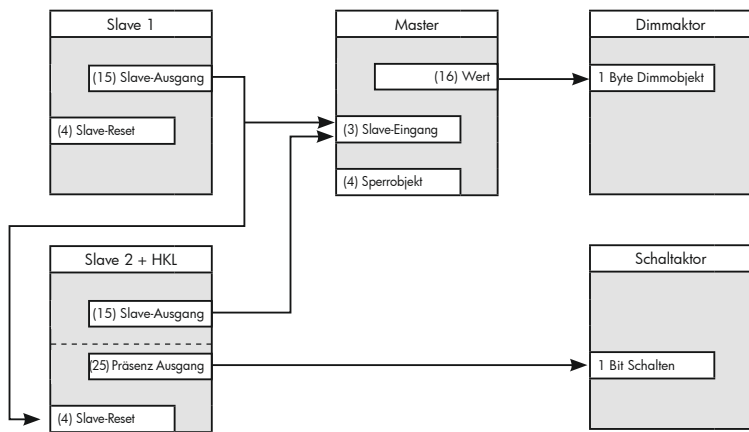 Slave 1
(15) Slave-Ausgang
(4) Slave-Reset
Master
(16) Wert
(3) Slave-Eingang
(4) Sperrobjekt
Dimmaktor
1 Byte Dimmobjekt
Slave 2 + HKL
(15) Slave-Ausgang
(25) Präsenz Ausgang
(4) Slave-Reset
Schaltaktor
1 Bit Schalten